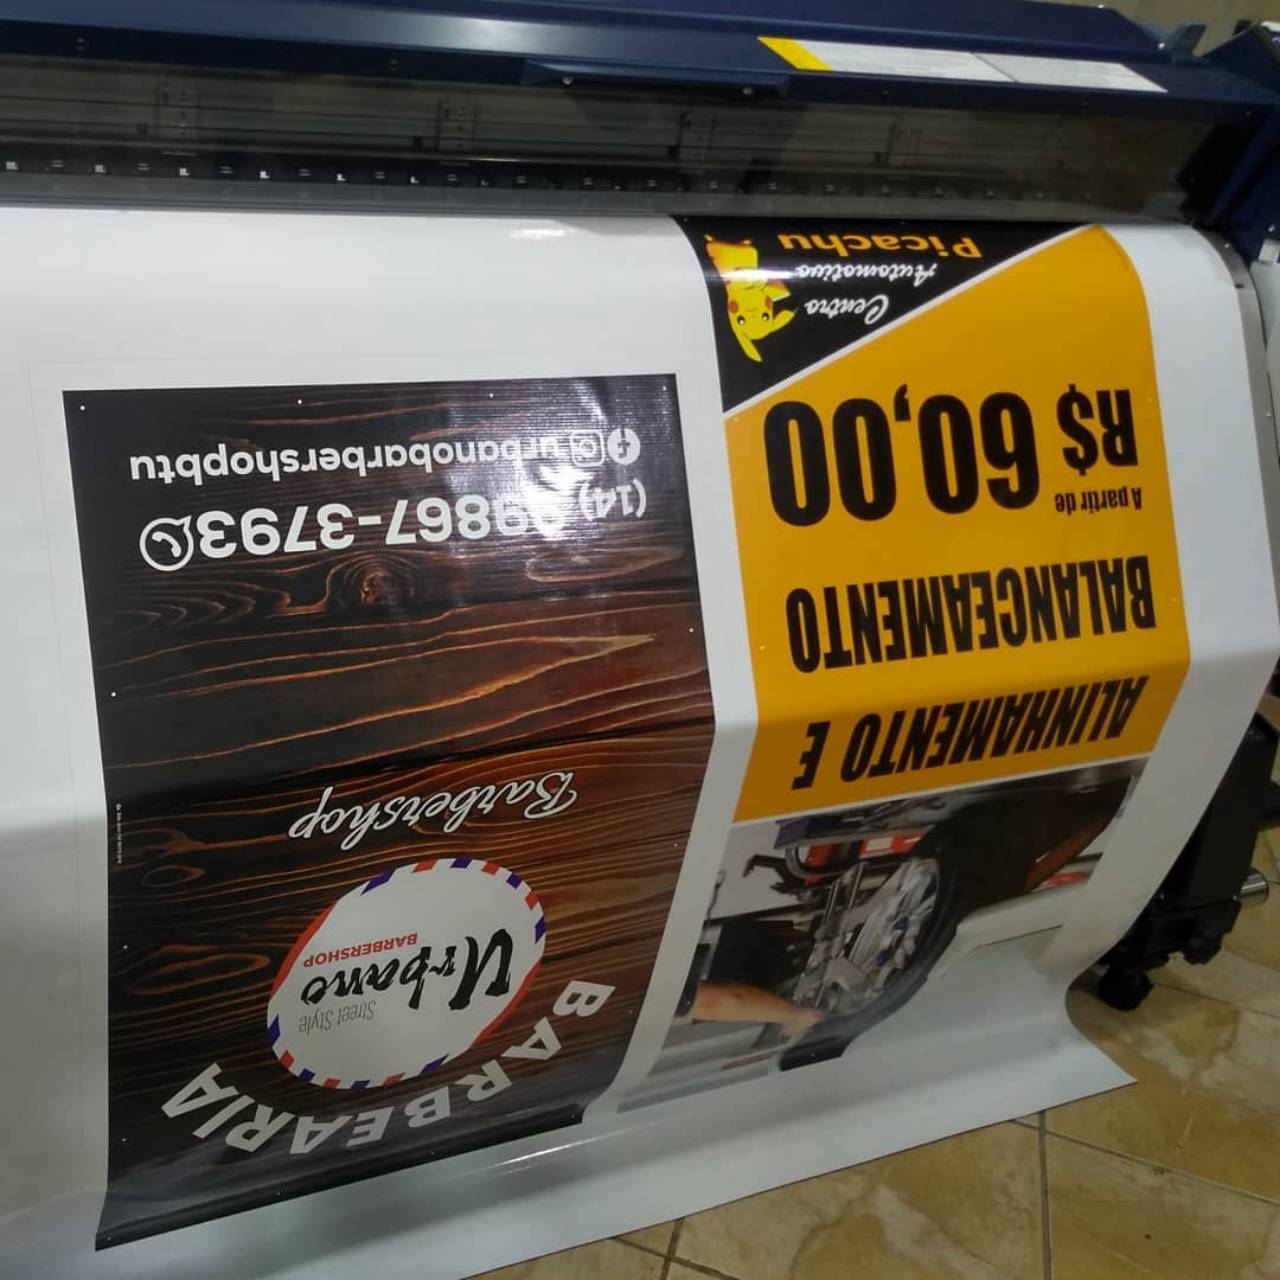 BARBEARIA
Street Style
Urbano
BARBERSHOP
Barbershop
(14) 99867-3793
urbanobarbershopbtu
ALINHAMENTO E
BALANCEAMENTO
A partir de
R$ 60,00
Centro
Automotivo
Picachu